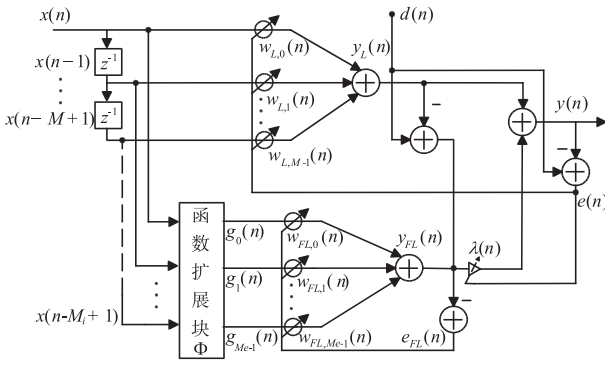 x(n)
d(n)
w_{L,0}(n)
y_L(n)
x(n−1)
z^{-1}
w_{L,1}(n)
y(n)
x(n− M+1)
z^{-1}
w_{L,M-1}(n)
e(n)
函数扩展块Φ
g_0(n)
w_{FL,0}(n)
y_{FL}(n)
λ(n)
g_1(n)
w_{FL,1}(n)
x(n-M_i+ 1)
g_{Me-1}(n)
w_{FL,Me-1}(n)
e_{FL}(n)